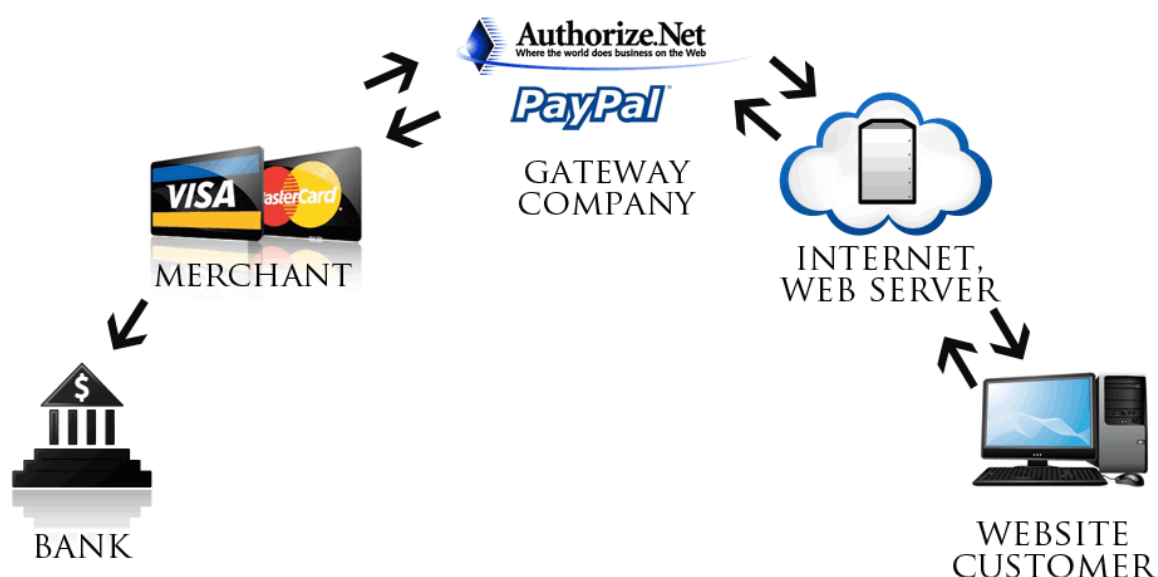 Authorize.Net
Where the world does business on the Web
PayPal
GATEWAY
COMPANY
VISA
MasterCard
MERCHANT
INTERNET,
WEB SERVER
$
BANK
WEBSITE
CUSTOMER